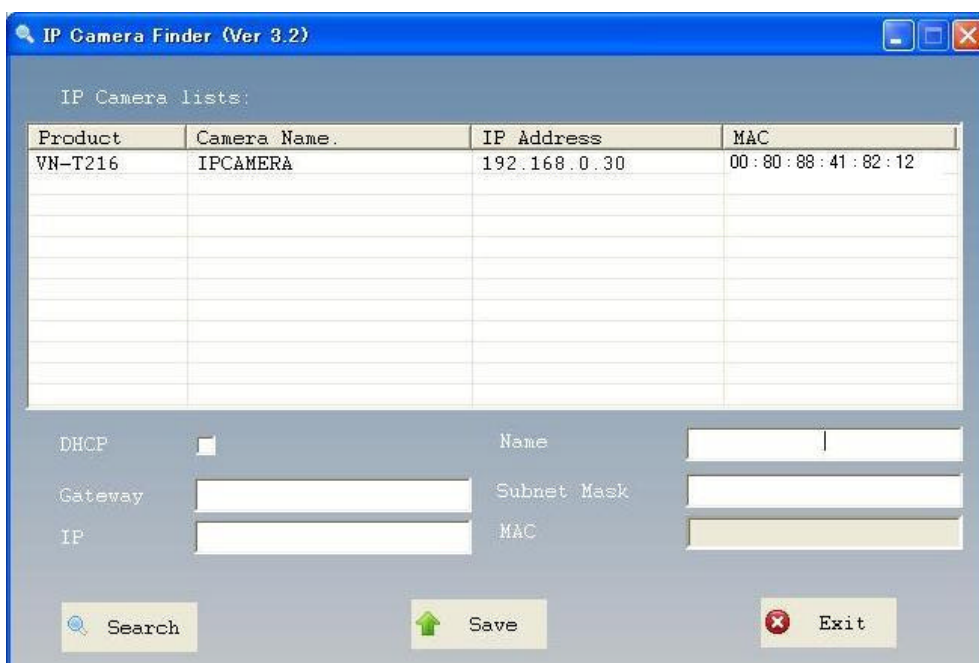 IP Camera Finder (Ver 3.2)
IP Camera lists:
Product Camera Name. IP Address MAC
VN-T216 IPCAMERA 192.168.0.30 00 : 80 : 88 : 41 : 82 : 12
DHCP Name
Gateway Subnet Mask
IP MAC
Search Save Exit